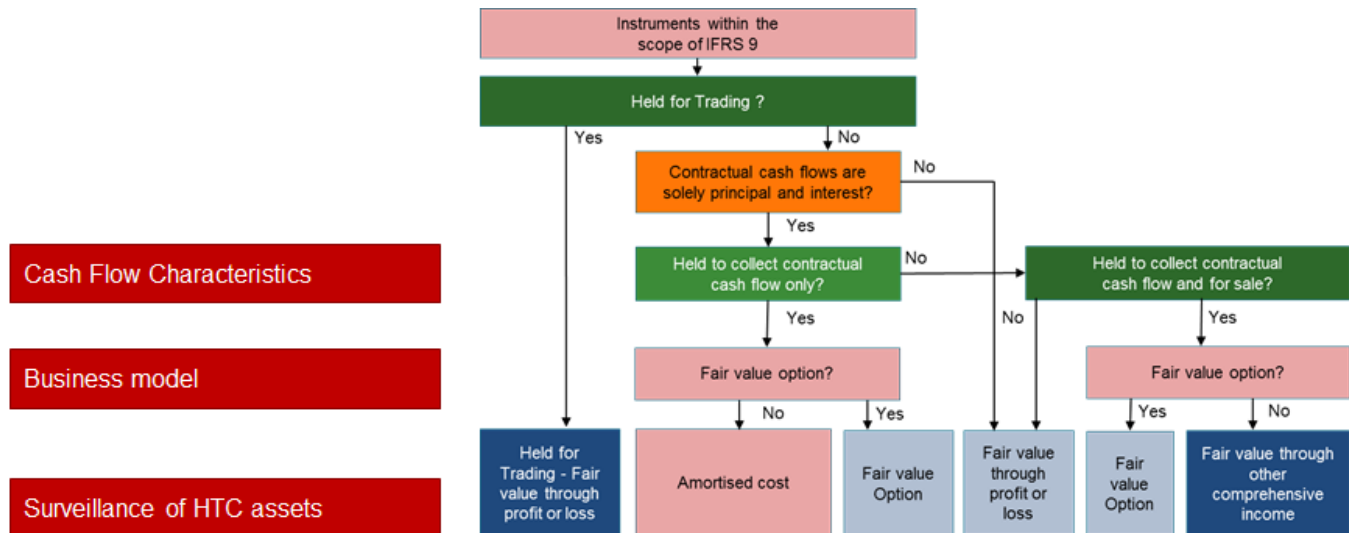 Instruments within the
scope of IFRS 9
Held for Trading ?
Yes
No
Contractual cash flows are
solely principal and interest?
No
Yes
Cash Flow Characteristics
Held to collect contractual
cash flow only?
No
Held to collect contractual
cash flow and for sale?
Yes
No
Yes
Business model
Fair value option?
Fair value option?
No
Yes
Yes
No
Surveillance of HTC assets
Held for
Trading - Fair
value through
profit or loss
Amortised cost
Fair value
Option
Fair value
through
profit or
loss
Fair
value
Option
Fair value through
other
comprehensive
income